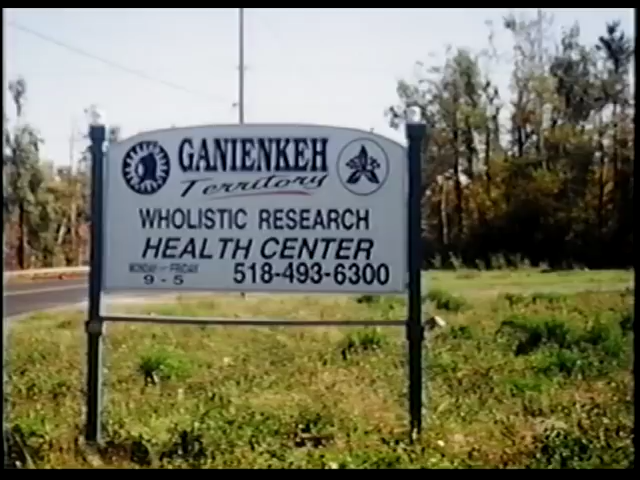 GANIENKEH
Territory
WHOLISTIC RESEARCH
HEALTH CENTER
MONDAY - FRIDAY
9 - 5
518-493-6300